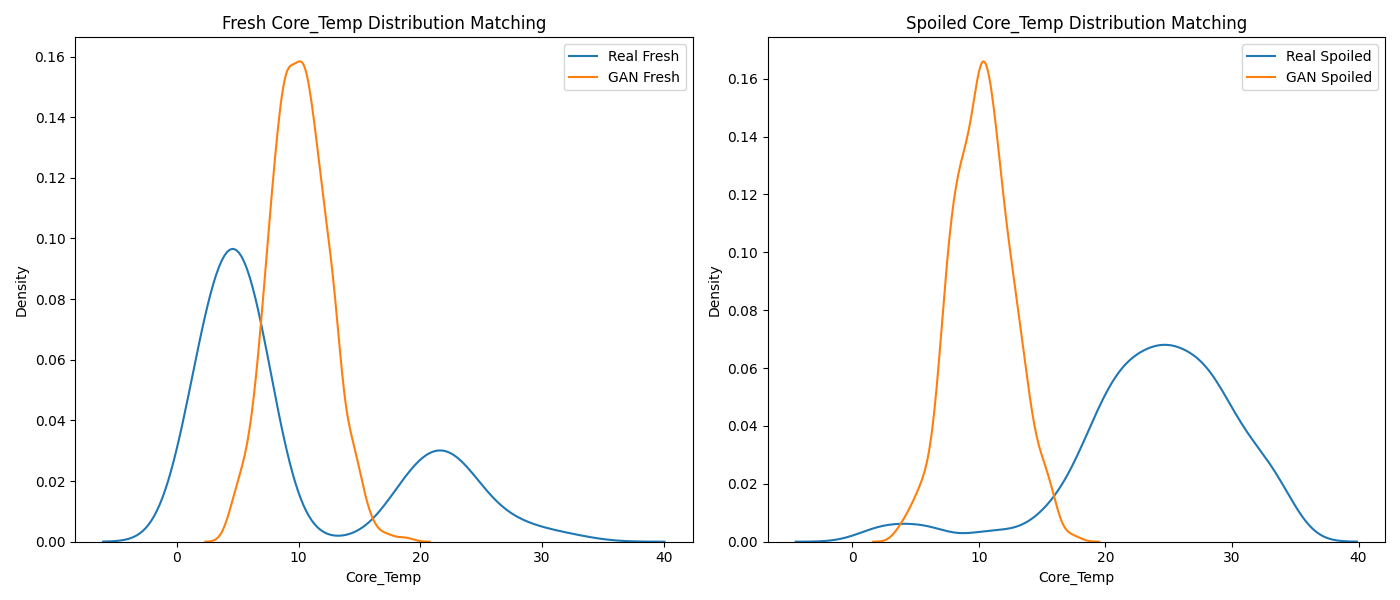 Fresh Core_Temp Distribution Matching
Real Fresh
GAN Fresh
Density
0.16
0.14
0.12
0.10
0.08
0.06
0.04
0.02
0.00
0
10
20
30
40
Core_Temp
Spoiled Core_Temp Distribution Matching
Real Spoiled
GAN Spoiled
Density
0.16
0.14
0.12
0.10
0.08
0.06
0.04
0.02
0.00
0
10
20
30
40
Core_Temp